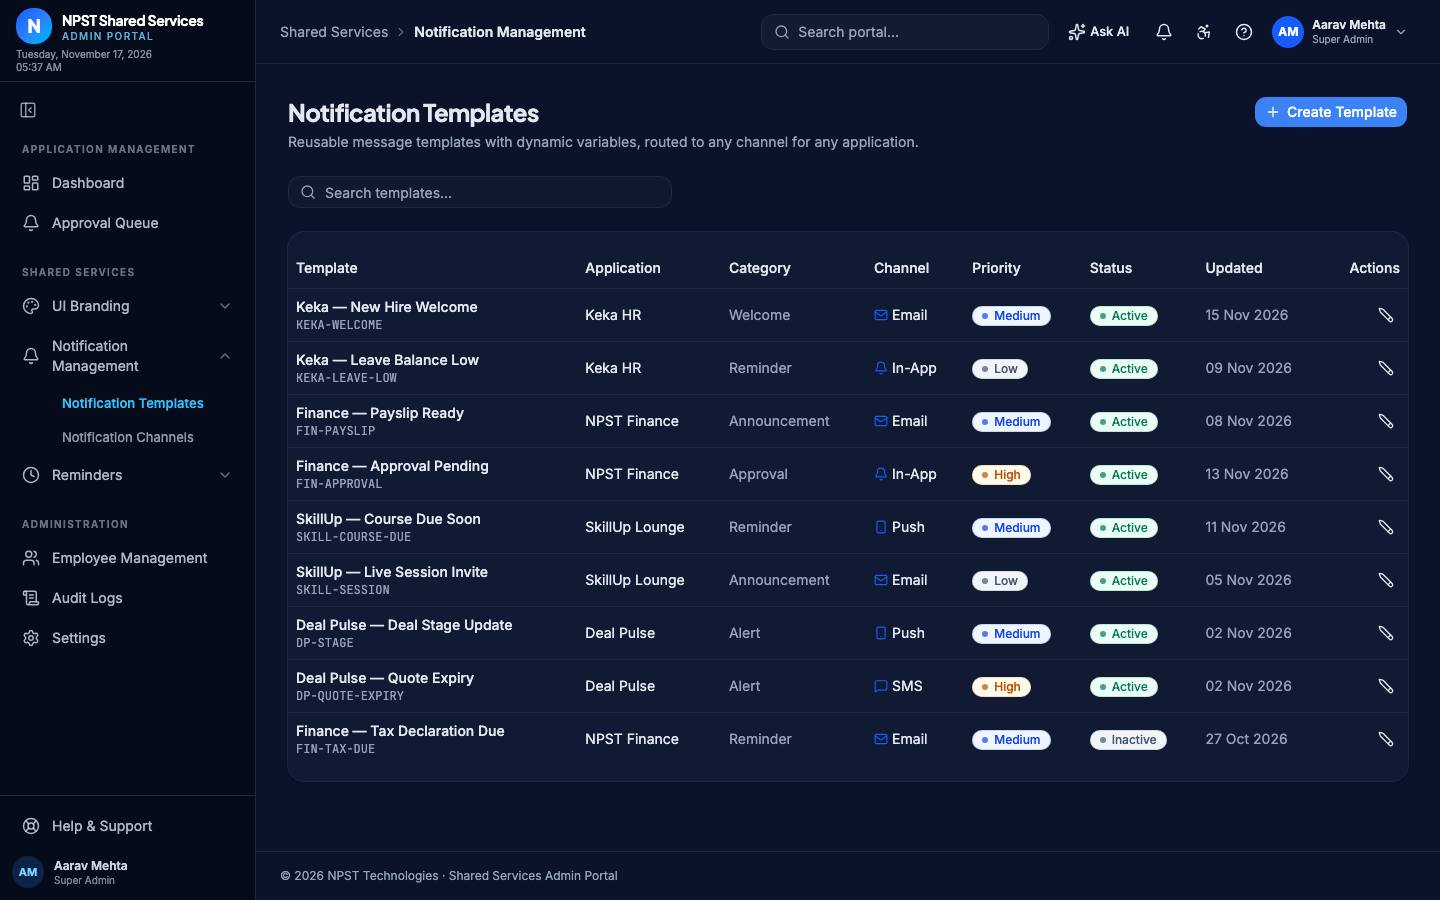 N
NPST Shared Services
ADMIN PORTAL
Tuesday, November 17, 2026
05:37 AM
APPLICATION MANAGEMENT
Dashboard
Approval Queue
SHARED SERVICES
UI Branding
Notification
Management
Notification Templates
Notification Channels
Reminders
ADMINISTRATION
Employee Management
Audit Logs
Settings
Help & Support
AM
Aarav Mehta
Super Admin
Shared Services > Notification Management
Search portal...
Ask AI
AM
Aarav Mehta
Super Admin
Notification Templates
Reusable message templates with dynamic variables, routed to any channel for any application.
+ Create Template
Search templates...
Template Application Category Channel Priority Status Updated Actions
Keka — New Hire Welcome
KEKA-WELCOME
Keka HR Welcome Email Medium Active 15 Nov 2026
Keka — Leave Balance Low
KEKA-LEAVE-LOW
Keka HR Reminder In-App Low Active 09 Nov 2026
Finance — Payslip Ready
FIN-PAYSLIP
NPST Finance Announcement Email Medium Active 08 Nov 2026
Finance — Approval Pending
FIN-APPROVAL
NPST Finance Approval In-App High Active 13 Nov 2026
SkillUp — Course Due Soon
SKILL-COURSE-DUE
SkillUp Lounge Reminder Push Medium Active 11 Nov 2026
SkillUp — Live Session Invite
SKILL-SESSION
SkillUp Lounge Announcement Email Low Active 05 Nov 2026
Deal Pulse — Deal Stage Update
DP-STAGE
Deal Pulse Alert Push Medium Active 02 Nov 2026
Deal Pulse — Quote Expiry
DP-QUOTE-EXPIRY
Deal Pulse Alert SMS High Active 02 Nov 2026
Finance — Tax Declaration Due
FIN-TAX-DUE
NPST Finance Reminder Email Medium Inactive 27 Oct 2026
© 2026 NPST Technologies · Shared Services Admin Portal